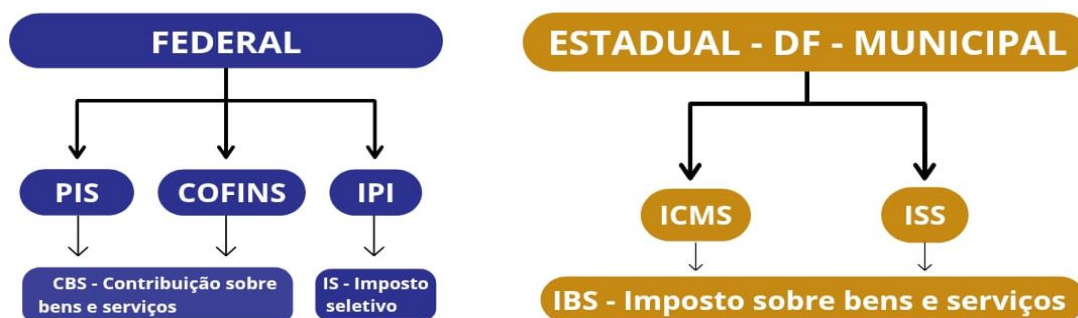 FEDERAL
PIS
COFINS
IPI
CBS - Contribuição sobre
bens e serviços
IS - Imposto
seletivo
ESTADUAL - DF - MUNICIPAL
ICMS
ISS
IBS - Imposto sobre bens e serviços